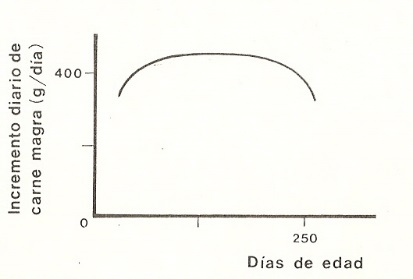 Incremento diario de
carne magra (g/día)
400
0
250
Días de edad